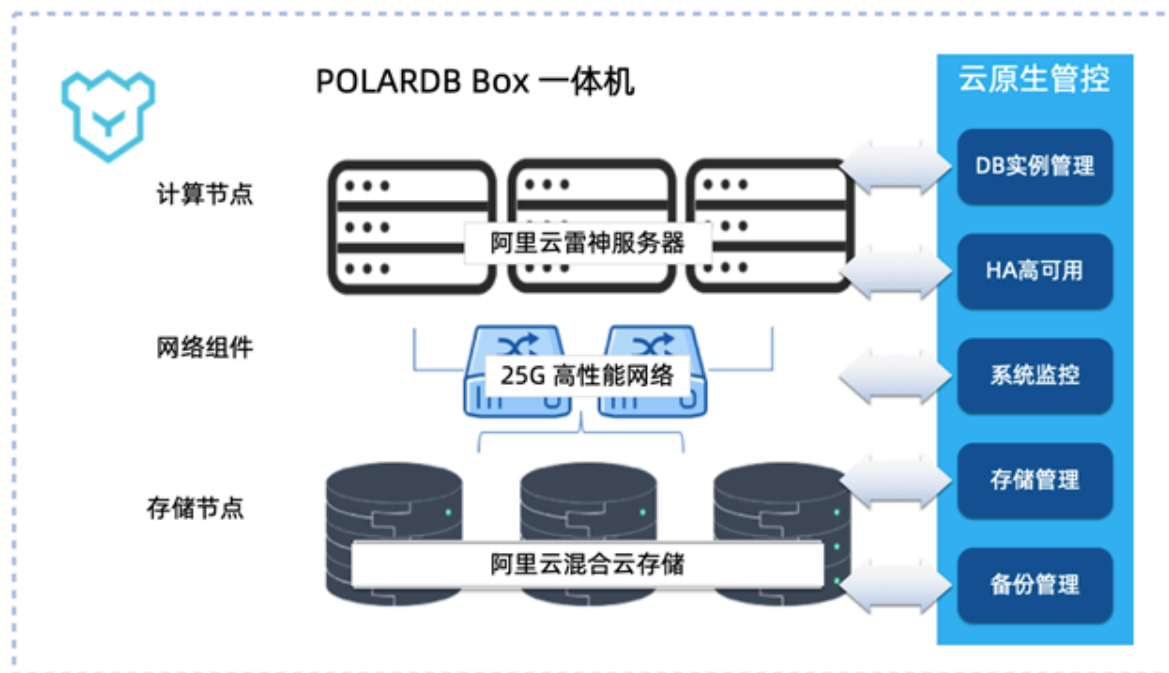 POLARDB Box 一体机
云原生管控
计算节点
阿里云雷神服务器
DB实例管理
HA高可用
网络组件
25G 高性能网络
系统监控
存储节点
阿里云混合云存储
存储管理
备份管理